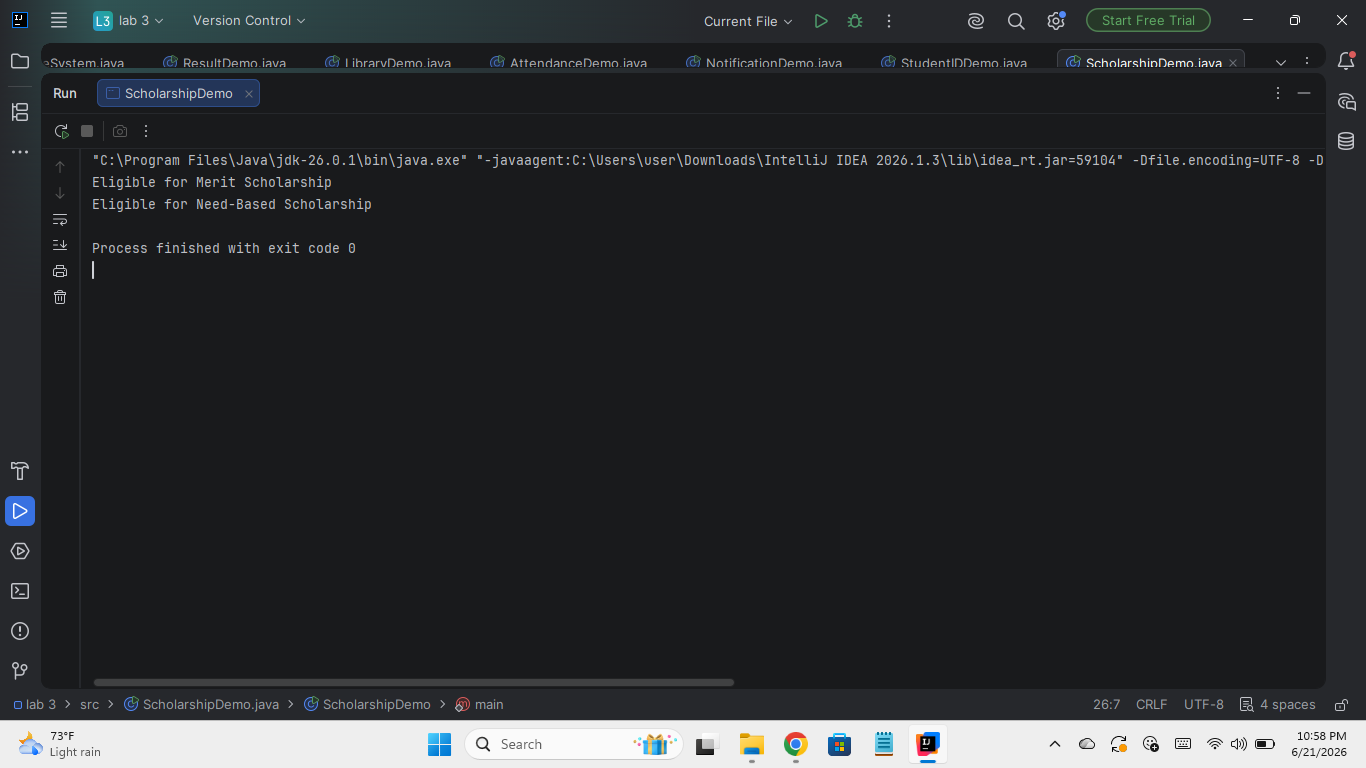 L3 lab 3 Version Control Current File Start Free Trial
eSystem.java ResultDemo.java LibraryDemo.java AttendanceDemo.java NotificationDemo.java StudentIDDemo.java ScholarshipDemo.java
Run ScholarshipDemo
"C:\Program Files\Java\jdk-26.0.1\bin\java.exe" "-javaagent:C:\Users\user\Downloads\IntelliJ IDEA 2026.1.3\lib\idea_rt.jar=59104" -Dfile.encoding=UTF-8 -D
Eligible for Merit Scholarship
Eligible for Need-Based Scholarship
Process finished with exit code 0
lab 3 src ScholarshipDemo.java ScholarshipDemo main 26:7 CRLF UTF-8 4 spaces
73°F
Light rain
Search
10:58 PM
6/21/2026